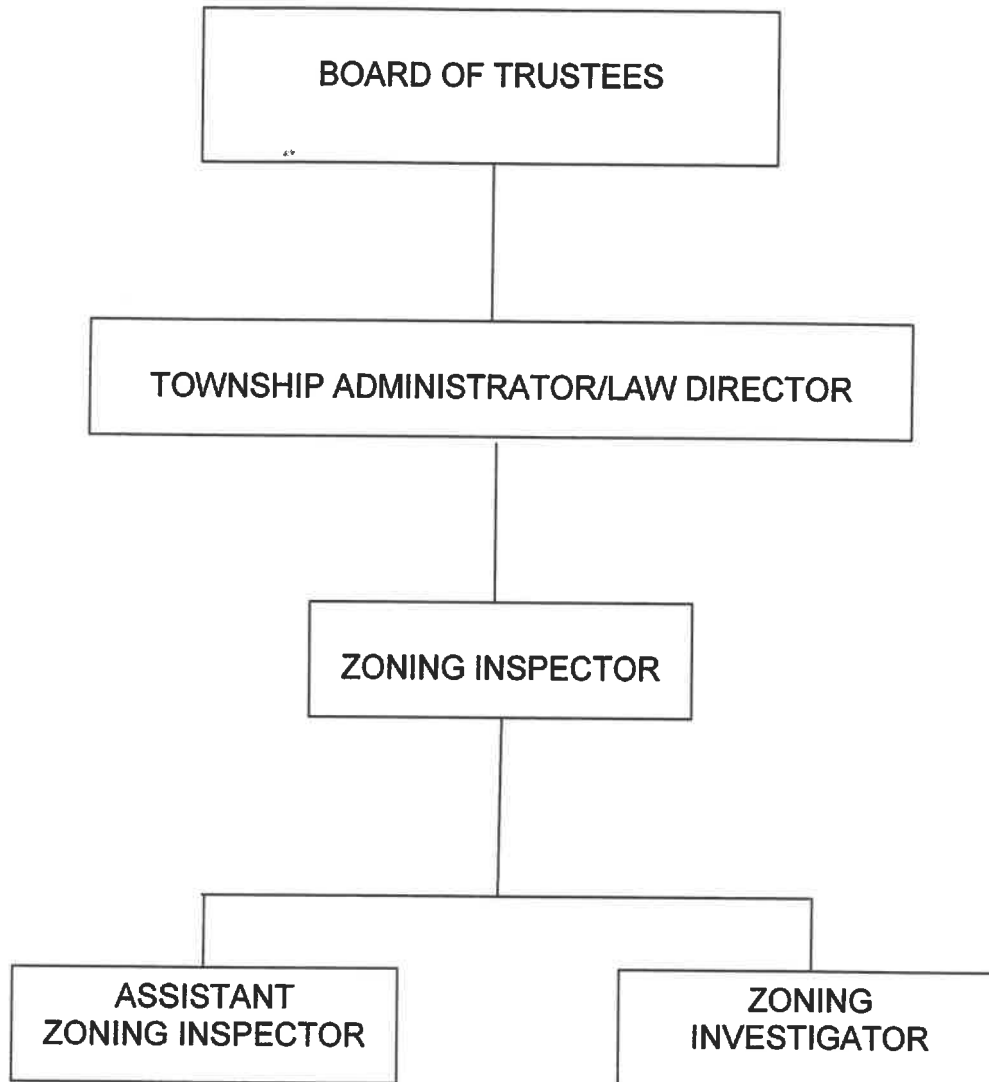 BOARD OF TRUSTEES
TOWNSHIP ADMINISTRATOR/LAW DIRECTOR
ZONING INSPECTOR
ASSISTANT
ZONING INSPECTOR
ZONING
INVESTIGATOR